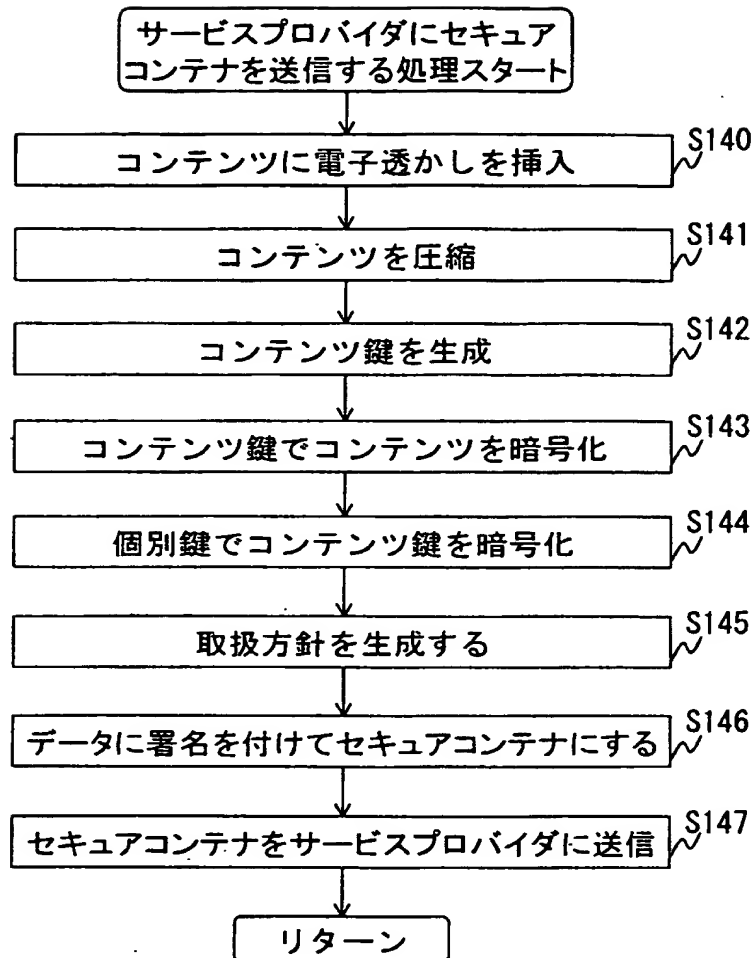 サービスプロバイダにセキュア
コンテナを送信する処理スタート
S140
コンテンツに電子透かしを挿入
S141
コンテンツを圧縮
S142
コンテンツ鍵を生成
S143
コンテンツ鍵でコンテンツを暗号化
S144
個別鍵でコンテンツ鍵を暗号化
S145
取扱方針を生成する
S146
データに署名を付けてセキュアコンテナにする
S147
セキュアコンテナをサービスプロバイダに送信
リターン